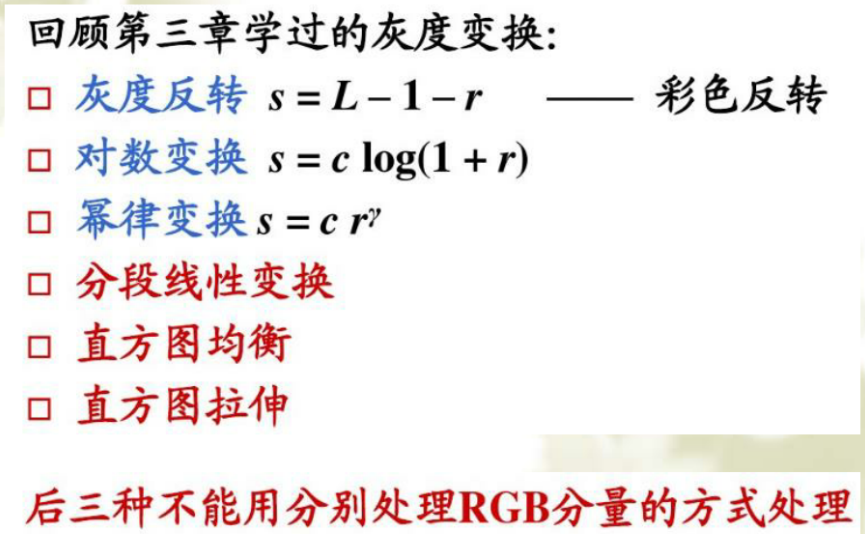 回顾第三章学过的灰度变换:
□ 灰度反转 s = L – 1 – r —— 彩色反转
□ 对数变换 s = c log(1 + r)
□ 幂律变换 s = c r^γ
□ 分段线性变换
□ 直方图均衡
□ 直方图拉伸
后三种不能用分别处理RGB分量的方式处理